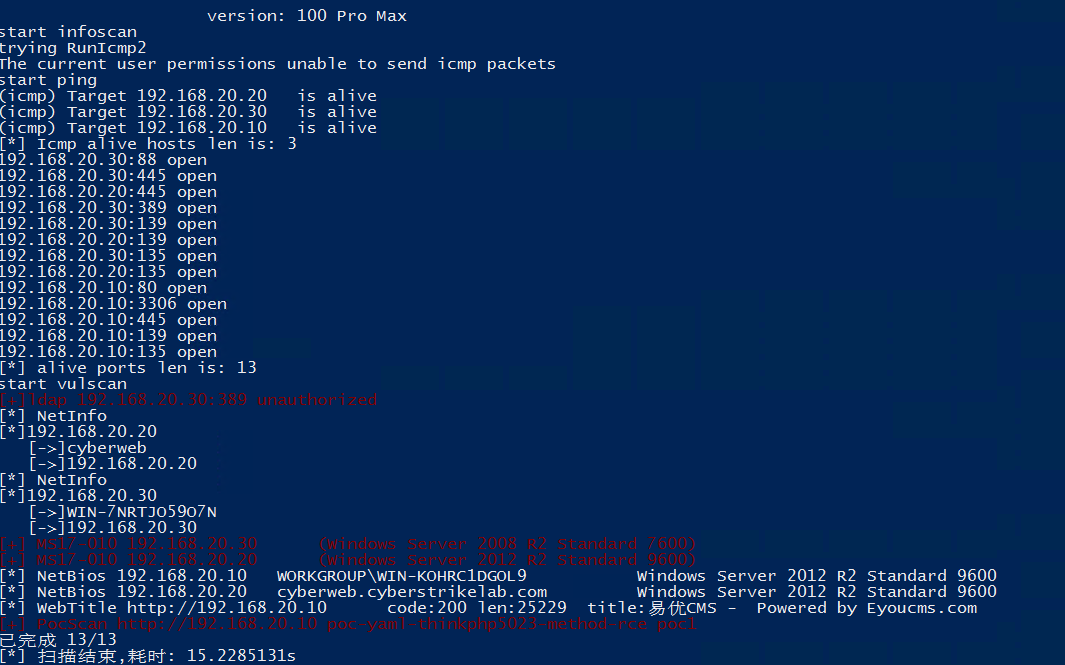 version: 100 Pro Max
start infoscan
trying RunIcmp2
The current user permissions unable to send icmp packets
start ping
(icmp) Target 192.168.20.20   is alive
(icmp) Target 192.168.20.30   is alive
(icmp) Target 192.168.20.10   is alive
[*] Icmp alive hosts len is: 3
192.168.20.30:88 open
192.168.20.30:445 open
192.168.20.20:445 open
192.168.20.30:389 open
192.168.20.30:139 open
192.168.20.20:139 open
192.168.20.30:135 open
192.168.20.20:135 open
192.168.20.10:80 open
192.168.20.10:3306 open
192.168.20.10:445 open
192.168.20.10:139 open
192.168.20.10:135 open
[*] alive ports len is: 13
start vulscan
[+]ldap 192.168.20.30:389 unauthorized
[*] NetInfo
[*]192.168.20.20
   [->]cyberweb
   [->]192.168.20.20
[*] NetInfo
[*]192.168.20.30
   [->]WIN-7NRTJO59O7N
   [->]192.168.20.30
[+] MS17-010 192.168.20.30      (Windows Server 2008 R2 Standard 7600)
[+] MS17-010 192.168.20.20      (Windows Server 2012 R2 Standard 9600)
[*] NetBios 192.168.20.10   WORKGROUP\WIN-KOHRC1DGOL9           Windows Server 2012 R2 Standard 9600
[*] NetBios 192.168.20.20   cyberweb.cyberstrikelab.com         Windows Server 2012 R2 Standard 9600
[*] WebTitle http://192.168.20.10      code:200 len:25229  title:易优CMS -  Powered by Eyoucms.com
[+] PocScan http://192.168.20.10 poc-yaml-thinkphp5023-method-rce poc1
已完成 13/13
[*] 扫描结束,耗时: 15.2285131s